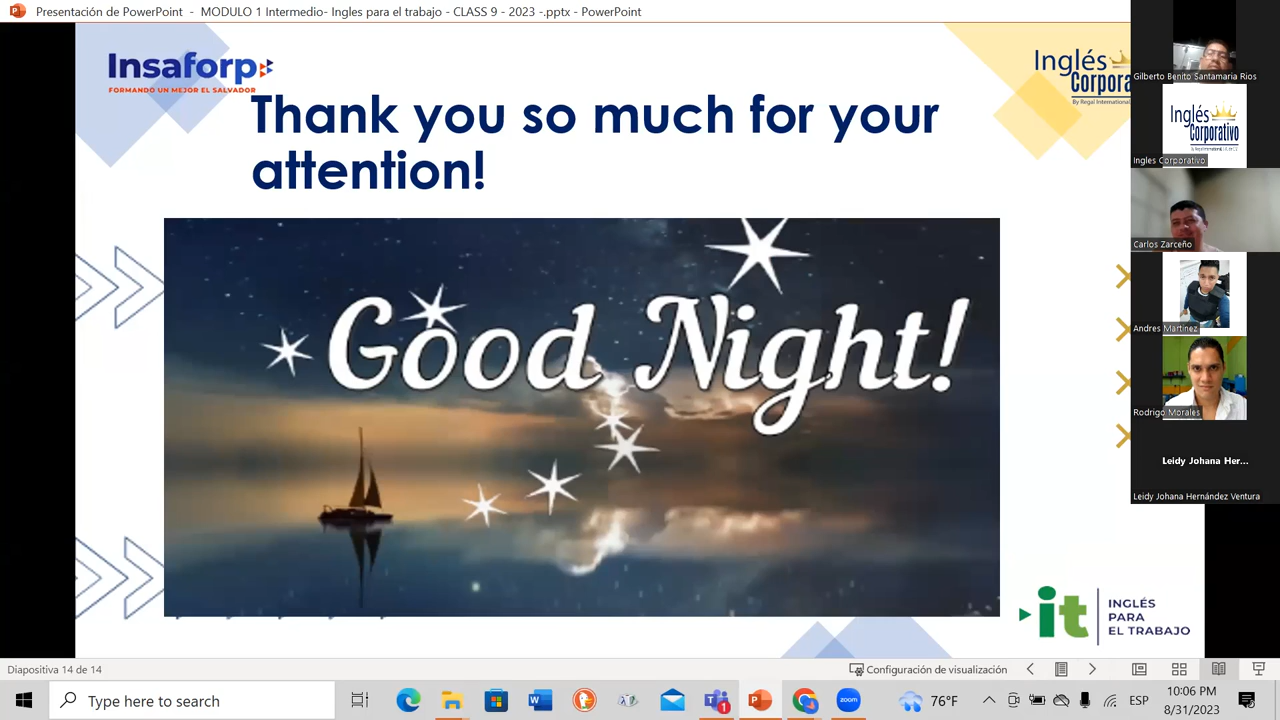 Presentación de PowerPoint - MODULO 1 Intermedio- Ingles para el trabajo - CLASS 9 - 2023 -.pptx - PowerPoint
Insaforp
FORMANDO UN MEJOR EL SALVADOR
Inglés
By Regal International
Thank you so much for your
attention!
Good Night!
Gilberto Benito Santamaria Rios
Inglés
Corporativo
Ingles Corporativo
Carlos Zarceño
Andres Martinez
Rodrigo Morales
Leidy Johana Her...
Leidy Johana Hernández Ventura
it
INGLÉS
PARA
EL TRABAJO
Diapositiva 14 de 14
Configuración de visualización
Type here to search
1
zoom
76°F
ESP
10:06 PM
8/31/2023